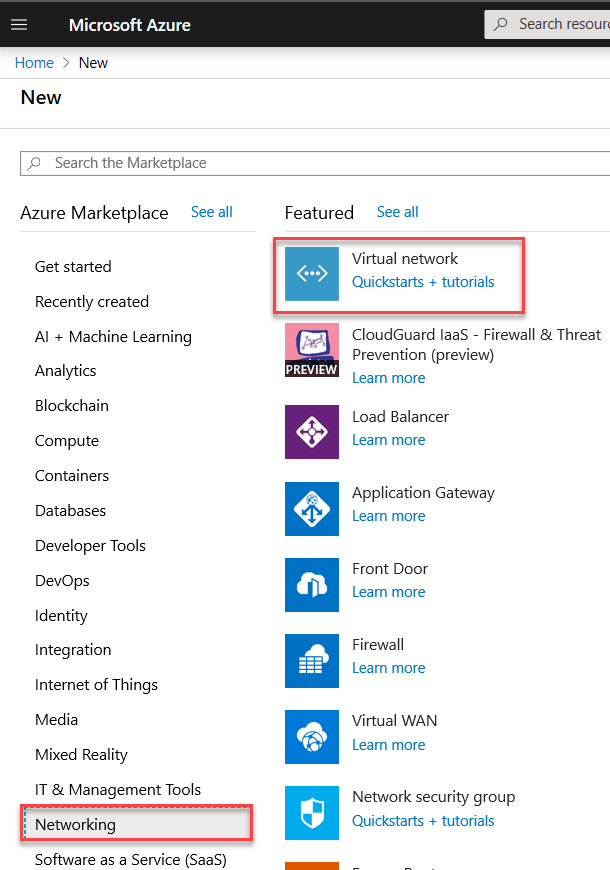 Microsoft Azure
Search resour
Home > New
New
Search the Marketplace
Azure Marketplace See all
Get started
Recently created
AI + Machine Learning
Analytics
Blockchain
Compute
Containers
Databases
Developer Tools
DevOps
Identity
Integration
Internet of Things
Media
Mixed Reality
IT & Management Tools
Networking
Software as a Service (SaaS)
Featured See all
Virtual network
Quickstarts + tutorials
PREVIEW
CloudGuard IaaS - Firewall & Threat
Prevention (preview)
Learn more
Load Balancer
Learn more
Application Gateway
Learn more
Front Door
Learn more
Firewall
Learn more
Virtual WAN
Learn more
Network security group
Quickstarts + tutorials